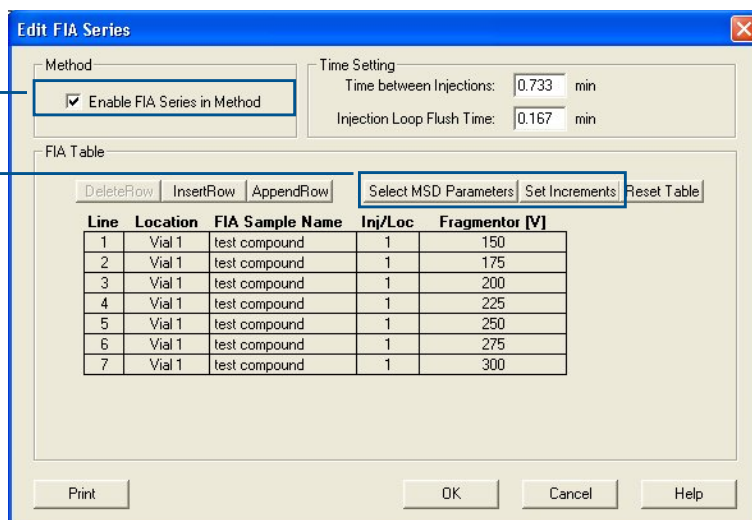 Edit FIA Series
Method
Enable FIA Series in Method
Time Setting
Time between Injections: 0.733 min
Injection Loop Flush Time: 0.167 min
FIA Table
DeleteRow InsertRow AppendRow Select MSD Parameters Set Increments Reset Table
Line Location FIA Sample Name Inj/Loc Fragmentor [V]
1 Vial 1 test compound 1 150
2 Vial 1 test compound 1 175
3 Vial 1 test compound 1 200
4 Vial 1 test compound 1 225
5 Vial 1 test compound 1 250
6 Vial 1 test compound 1 275
7 Vial 1 test compound 1 300
Print OK Cancel Help